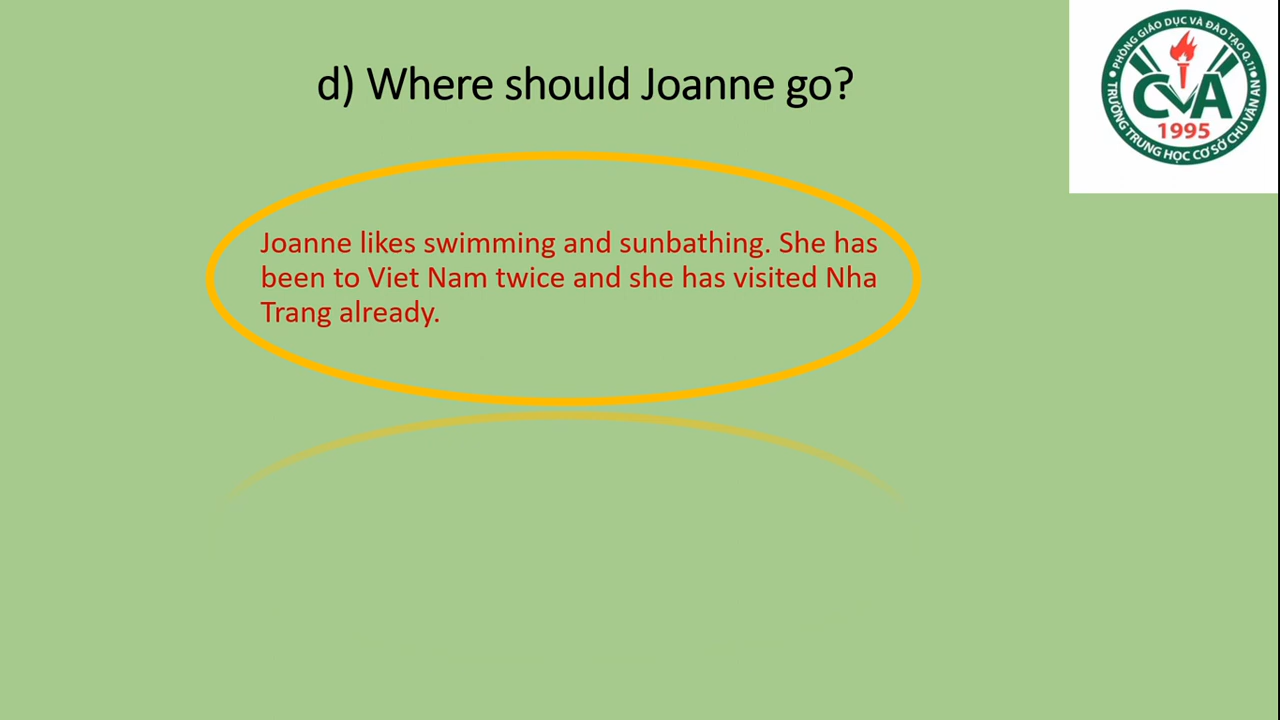 d) Where should Joanne go?
PHÒNG GIÁO DỤC VÀ ĐÀO TẠO Q.11
CVA
1995
TRƯỜNG TRUNG HỌC CƠ SỞ CHU VĂN AN
Joanne likes swimming and sunbathing. She has
been to Viet Nam twice and she has visited Nha
Trang already.